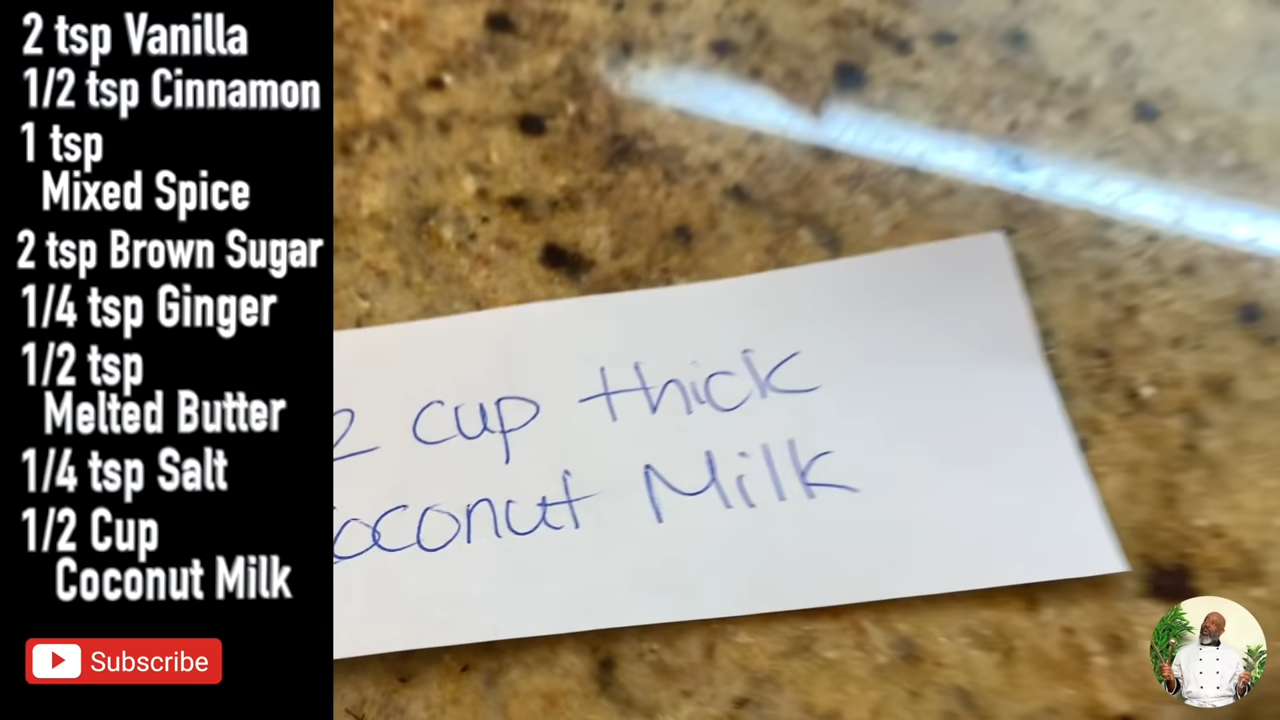 2 tsp Vanilla
1/2 tsp Cinnamon
1 tsp
Mixed Spice
2 tsp Brown Sugar
1/4 tsp Ginger
1/2 tsp
Melted Butter
1/4 tsp Salt
1/2 Cup
Coconut Milk
Subscribe
2 cup thick
oconut Milk